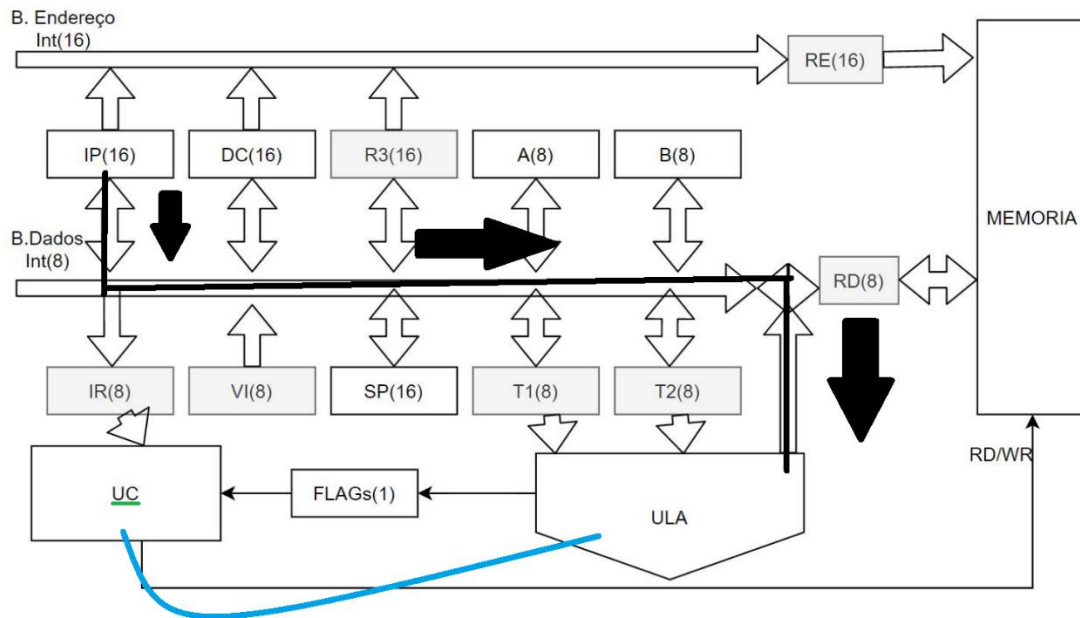 B. Endereço
Int(16)
RE(16)
IP(16)
DC(16)
R3(16)
A(8)
B(8)
MEMORIA
B.Dados
Int(8)
RD(8)
IR(8)
VI(8)
SP(16)
T1(8)
T2(8)
RD/WR
UC
FLAGs(1)
ULA